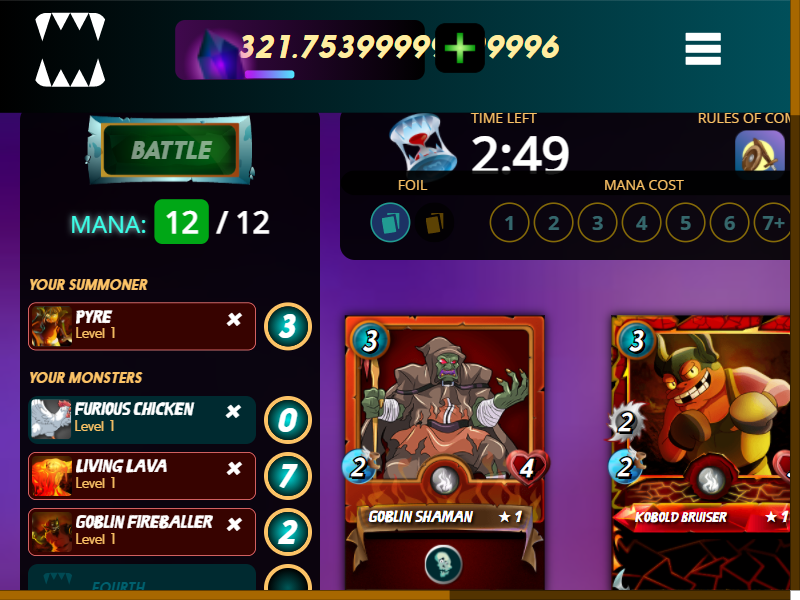 321.75399999 9996
BATTLE
TIME LEFT
2:49
RULES OF COM
FOIL
MANA COST
1 2 3 4 5 6 7+
MANA: 12 / 12
YOUR SUMMONER
PYRE
Level 1
3
YOUR MONSTERS
FURIOUS CHICKEN
Level 1
0
LIVING LAVA
Level 1
7
GOBLIN FIREBALLER
Level 1
2
FOURTH
3
2
4
GOBLIN SHAMAN ★ 1
3
2
2
KOBOLD BRUISER ★ 1